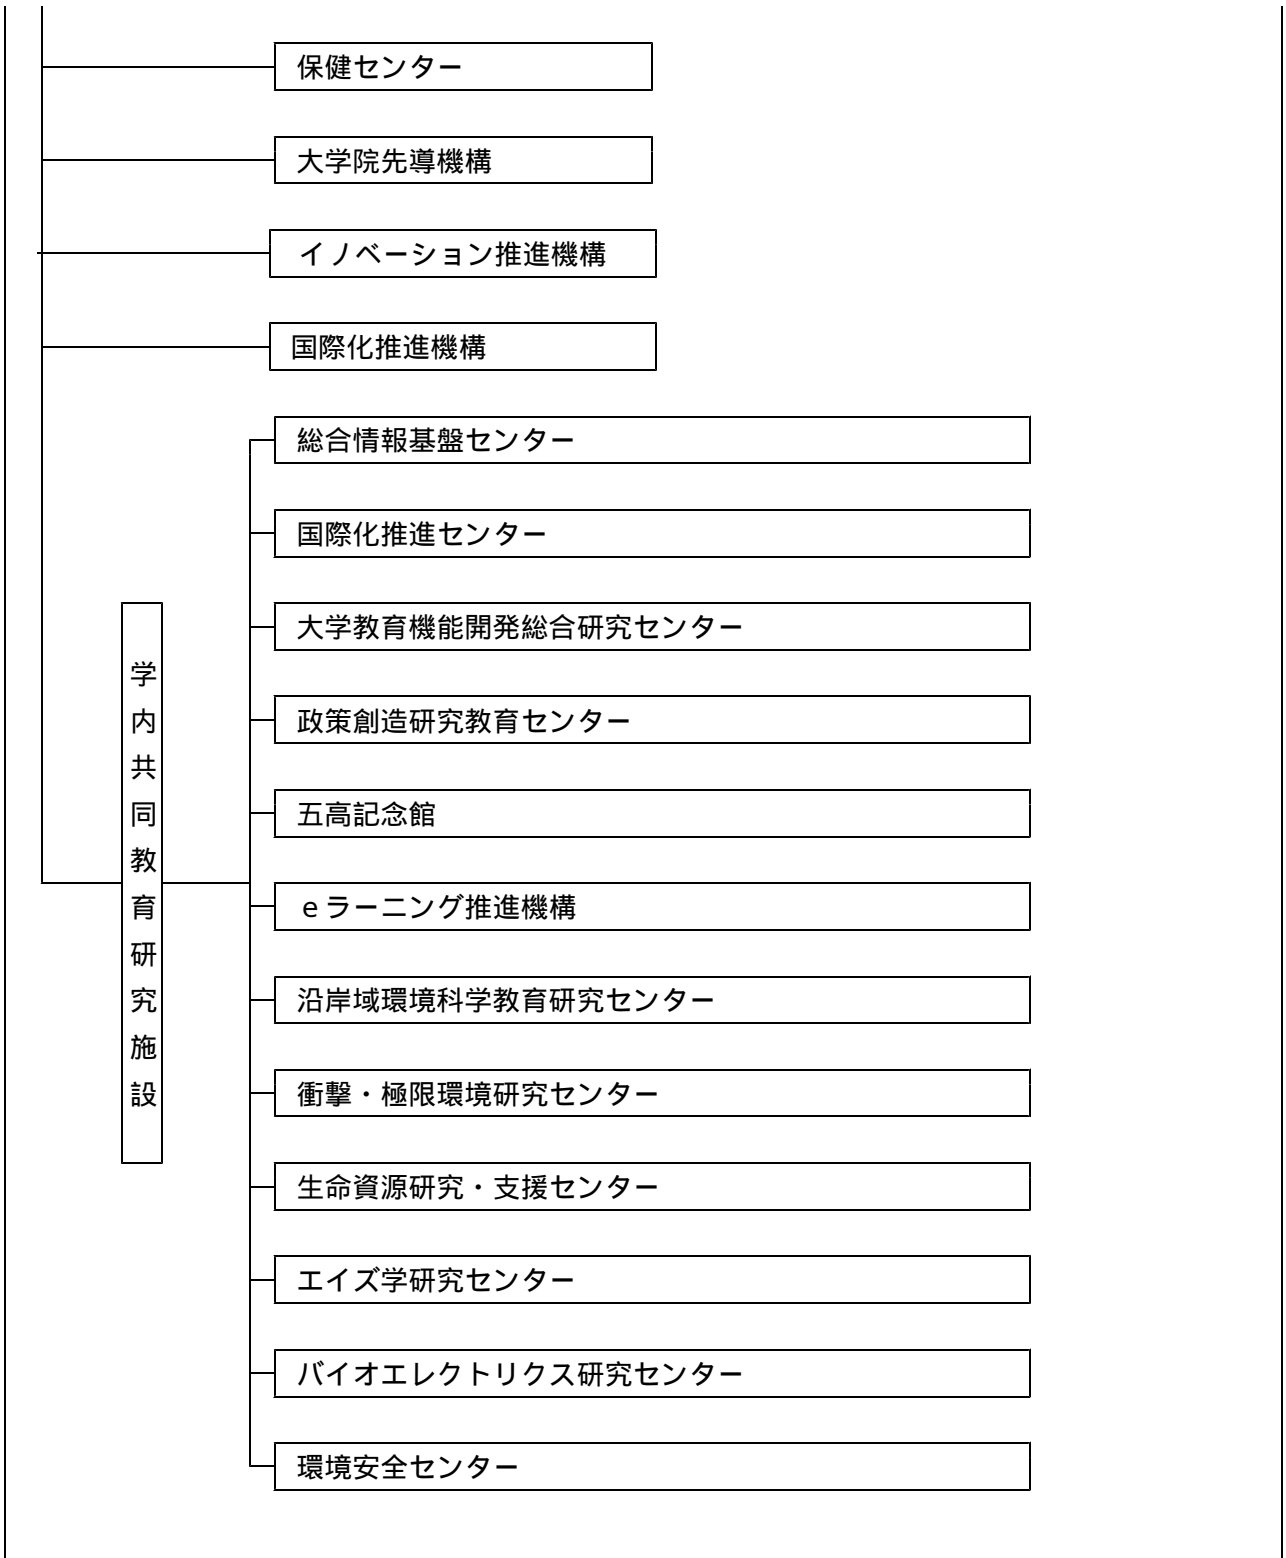 保健センター
大学院先導機構
イノベーション推進機構
国際化推進機構
学内共同教育研究施設
総合情報基盤センター
国際化推進センター
大学教育機能開発総合研究センター
政策創造研究教育センター
五高記念館
ｅラーニング推進機構
沿岸域環境科学教育研究センター
衝撃・極限環境研究センター
生命資源研究・支援センター
エイズ学研究センター
バイオエレクトリクス研究センター
環境安全センター